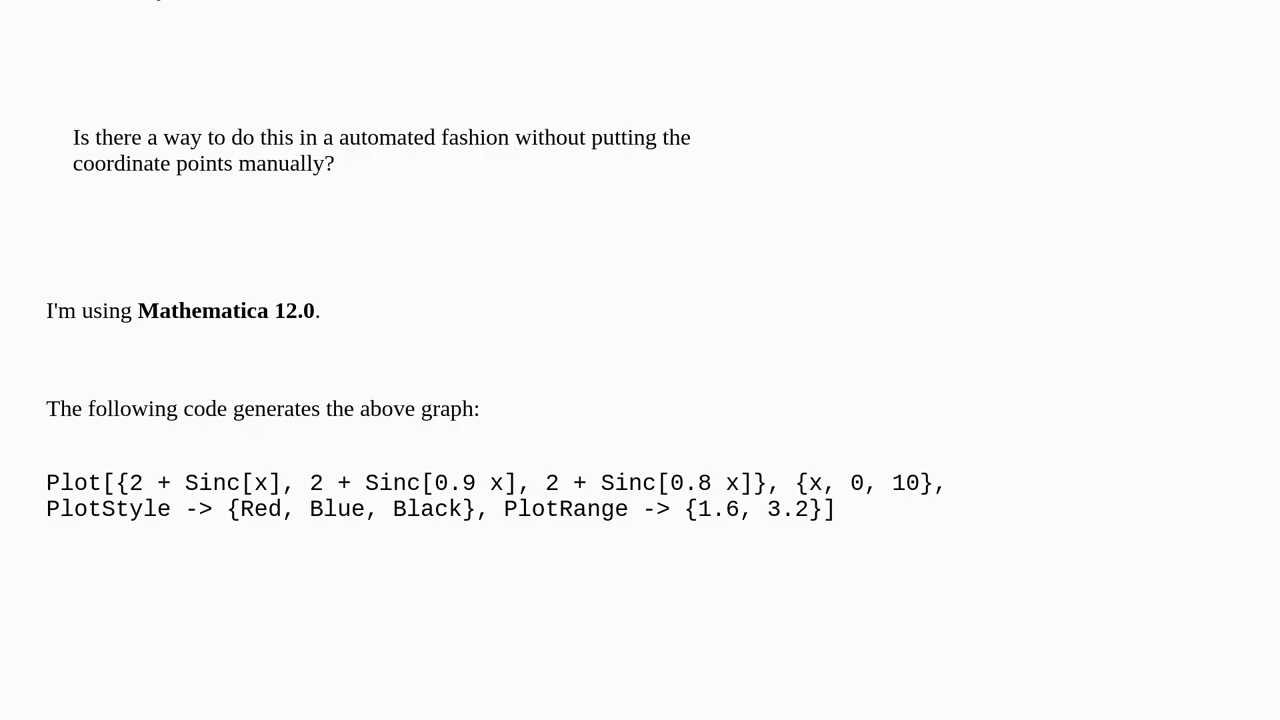 Is there a way to do this in a automated fashion without putting the
coordinate points manually?
I'm using Mathematica 12.0.
The following code generates the above graph:
Plot[{2 + Sinc[x], 2 + Sinc[0.9 x], 2 + Sinc[0.8 x]}, {x, 0, 10},
PlotStyle -> {Red, Blue, Black}, PlotRange -> {1.6, 3.2}]